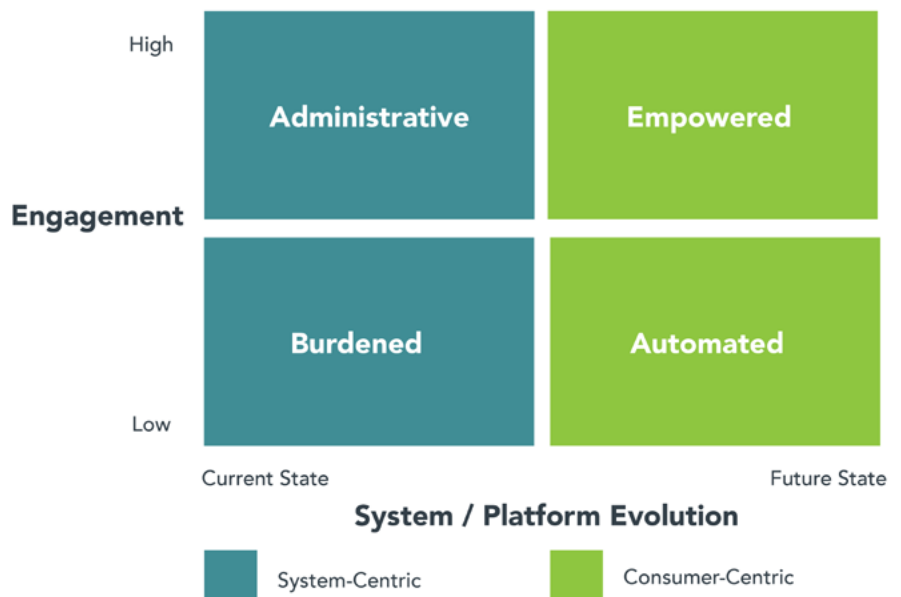 High
Administrative
Empowered
Engagement
Burdened
Automated
Low
Current State
Future State
System / Platform Evolution
System-Centric
Consumer-Centric